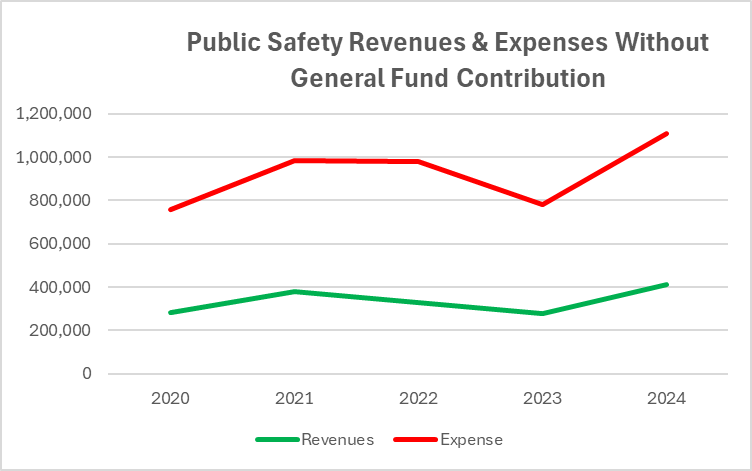 Public Safety Revenues & Expenses Without
General Fund Contribution
1,200,000
1,000,000
800,000
600,000
400,000
200,000
0
2020 2021 2022 2023 2024
Revenues Expense